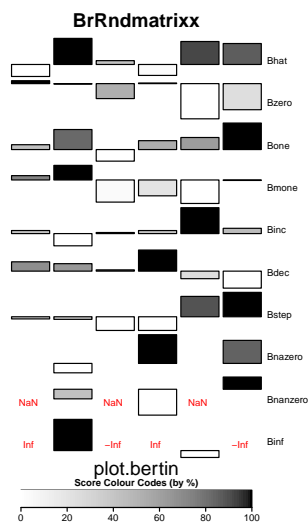 BrRndmatrixx
Bhat
Bzero
Bone
Bmone
Binc
Bdec
Bstep
Bnazero
NaN NaN NaN Bnanzero
Inf −Inf Inf −Inf Binf
plot.bertin
Score Colour Codes (by %)
0 20 40 60 80 100